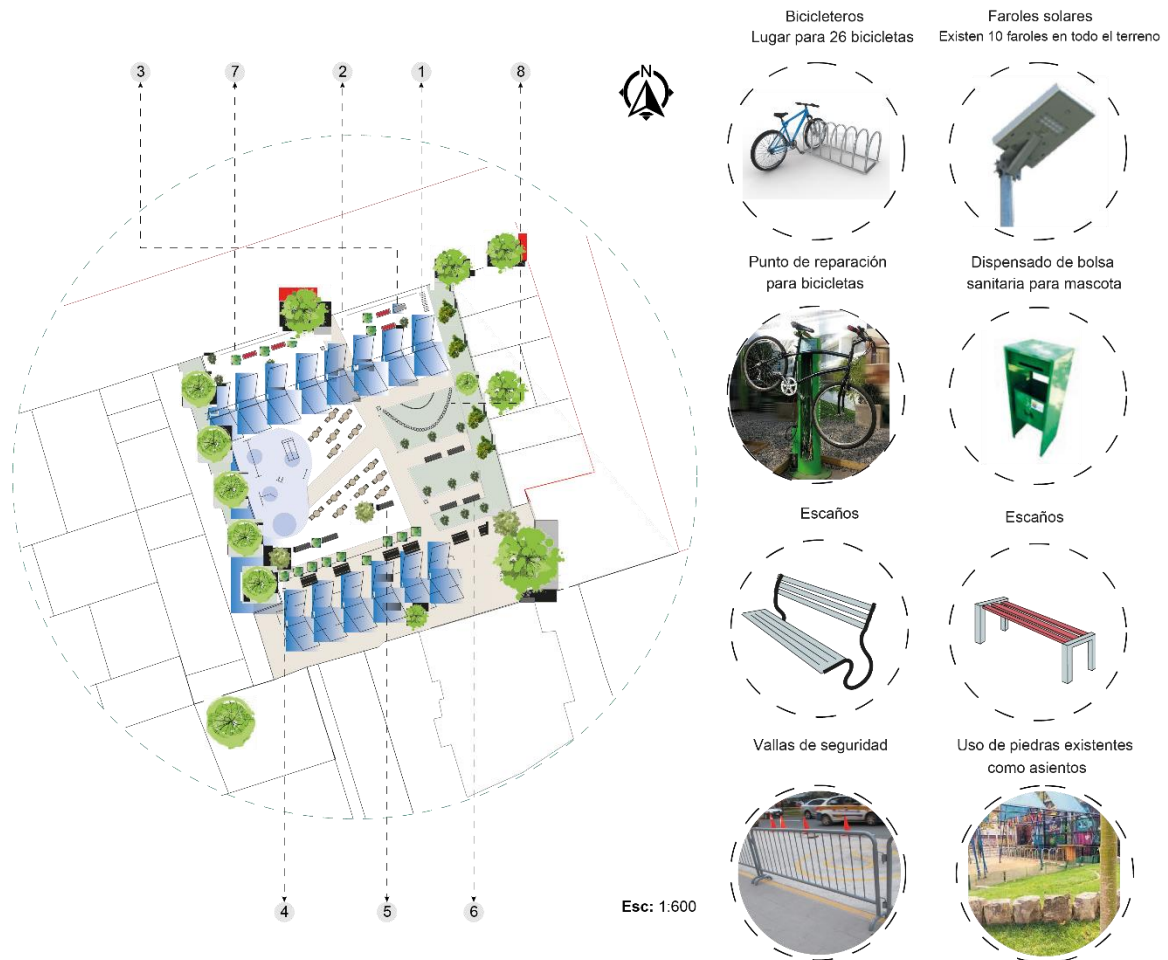 3
7
2
1
8
N
4
5
6
Esc: 1:600
Bicicleteros
Lugar para 26 bicicletas
Faroles solares
Existen 10 faroles en todo el terreno
Punto de reparación
para bicicletas
Dispensado de bolsa
sanitaria para mascota
Escaños
Escaños
Vallas de seguridad
Uso de piedras existentes
como asientos